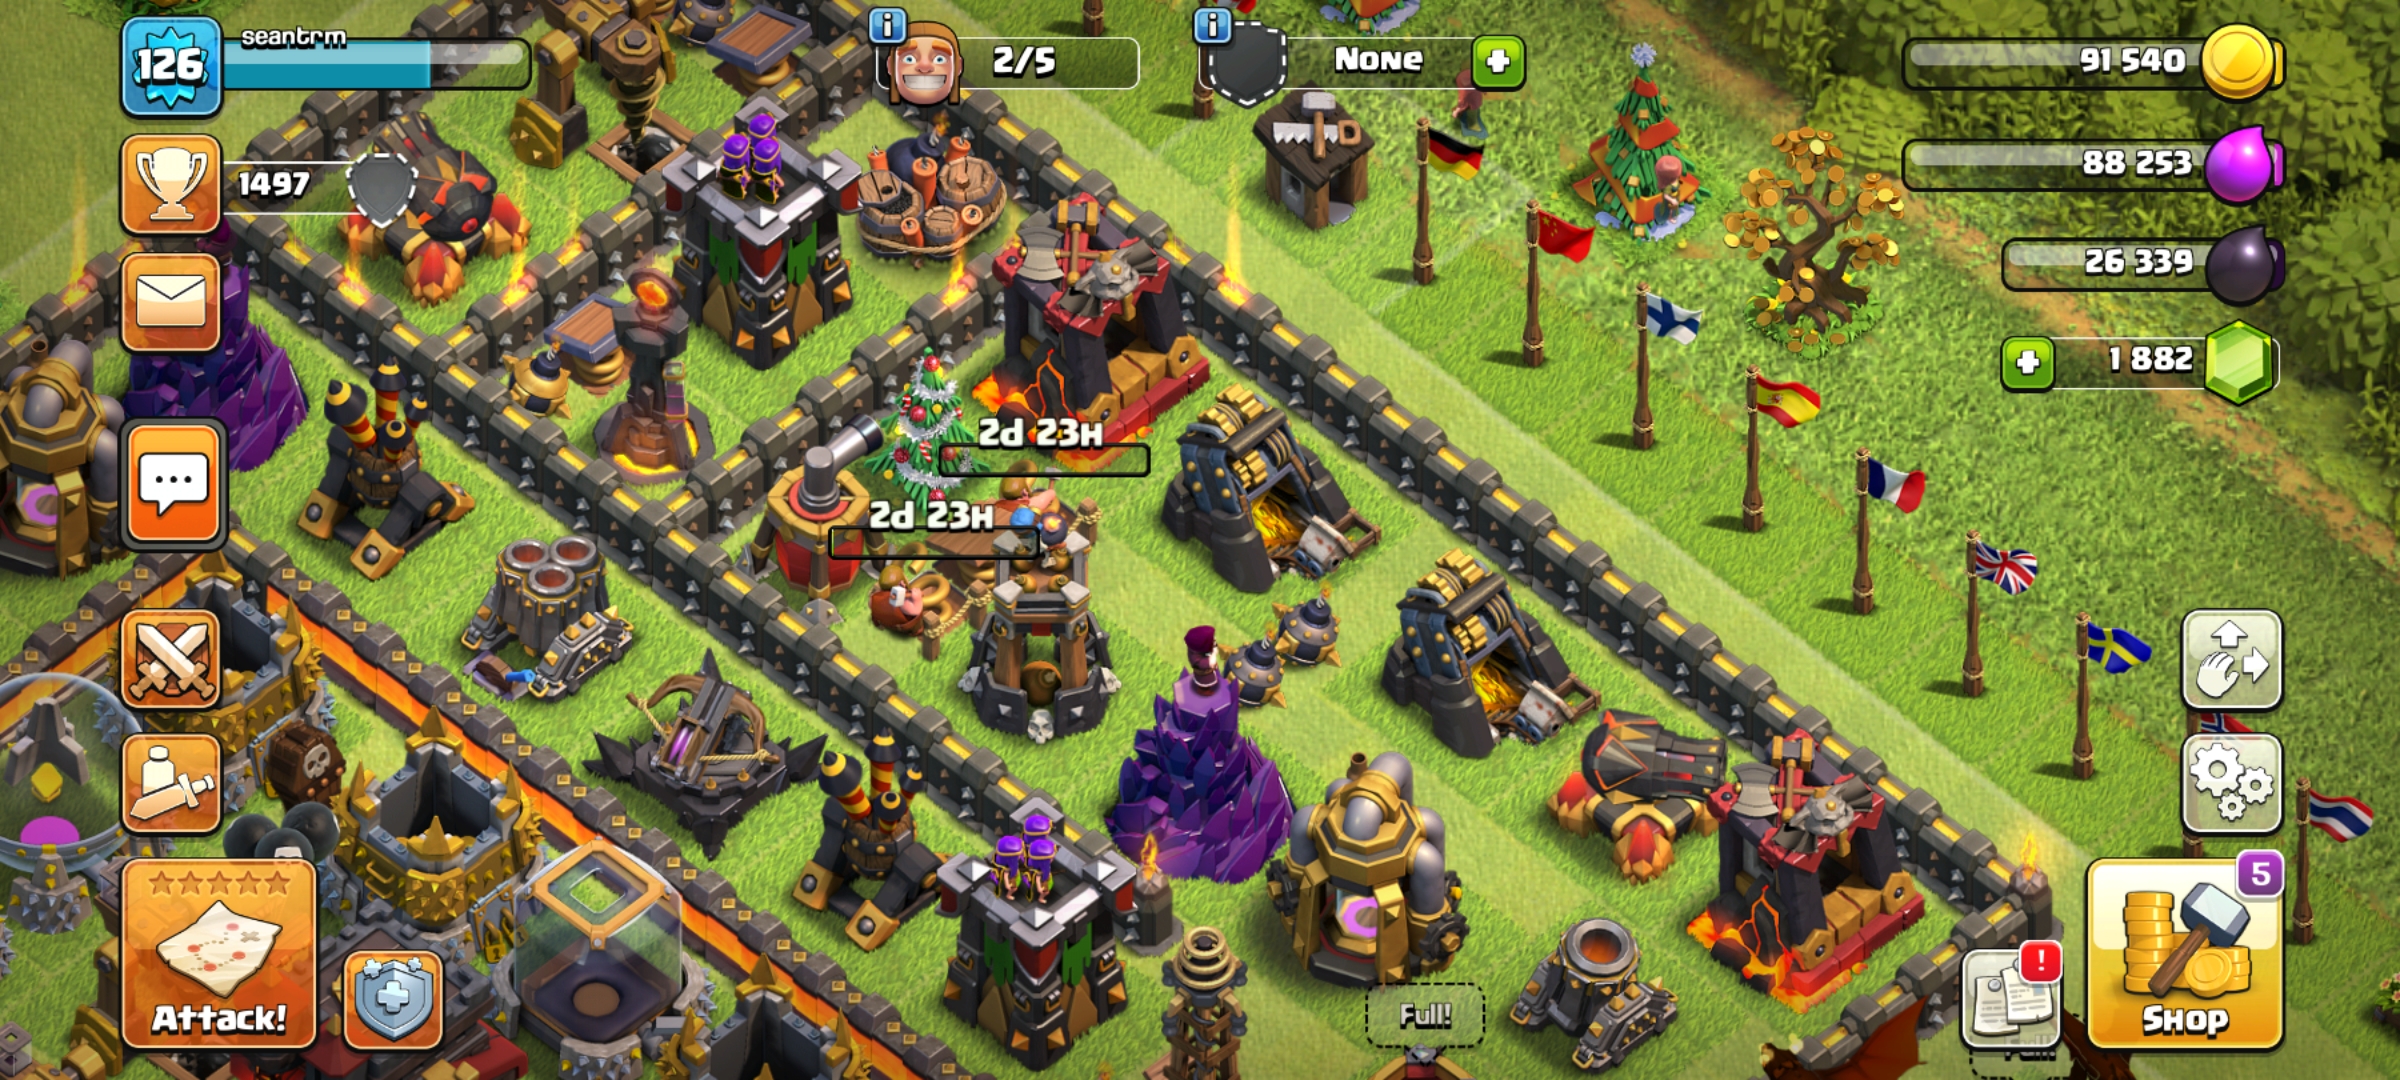 seantrm
126
2/5
None
91 540
1497
88 253
26 339
1 882
2d 23h
2d 23h
5
Attack!
Full!
!
Shop